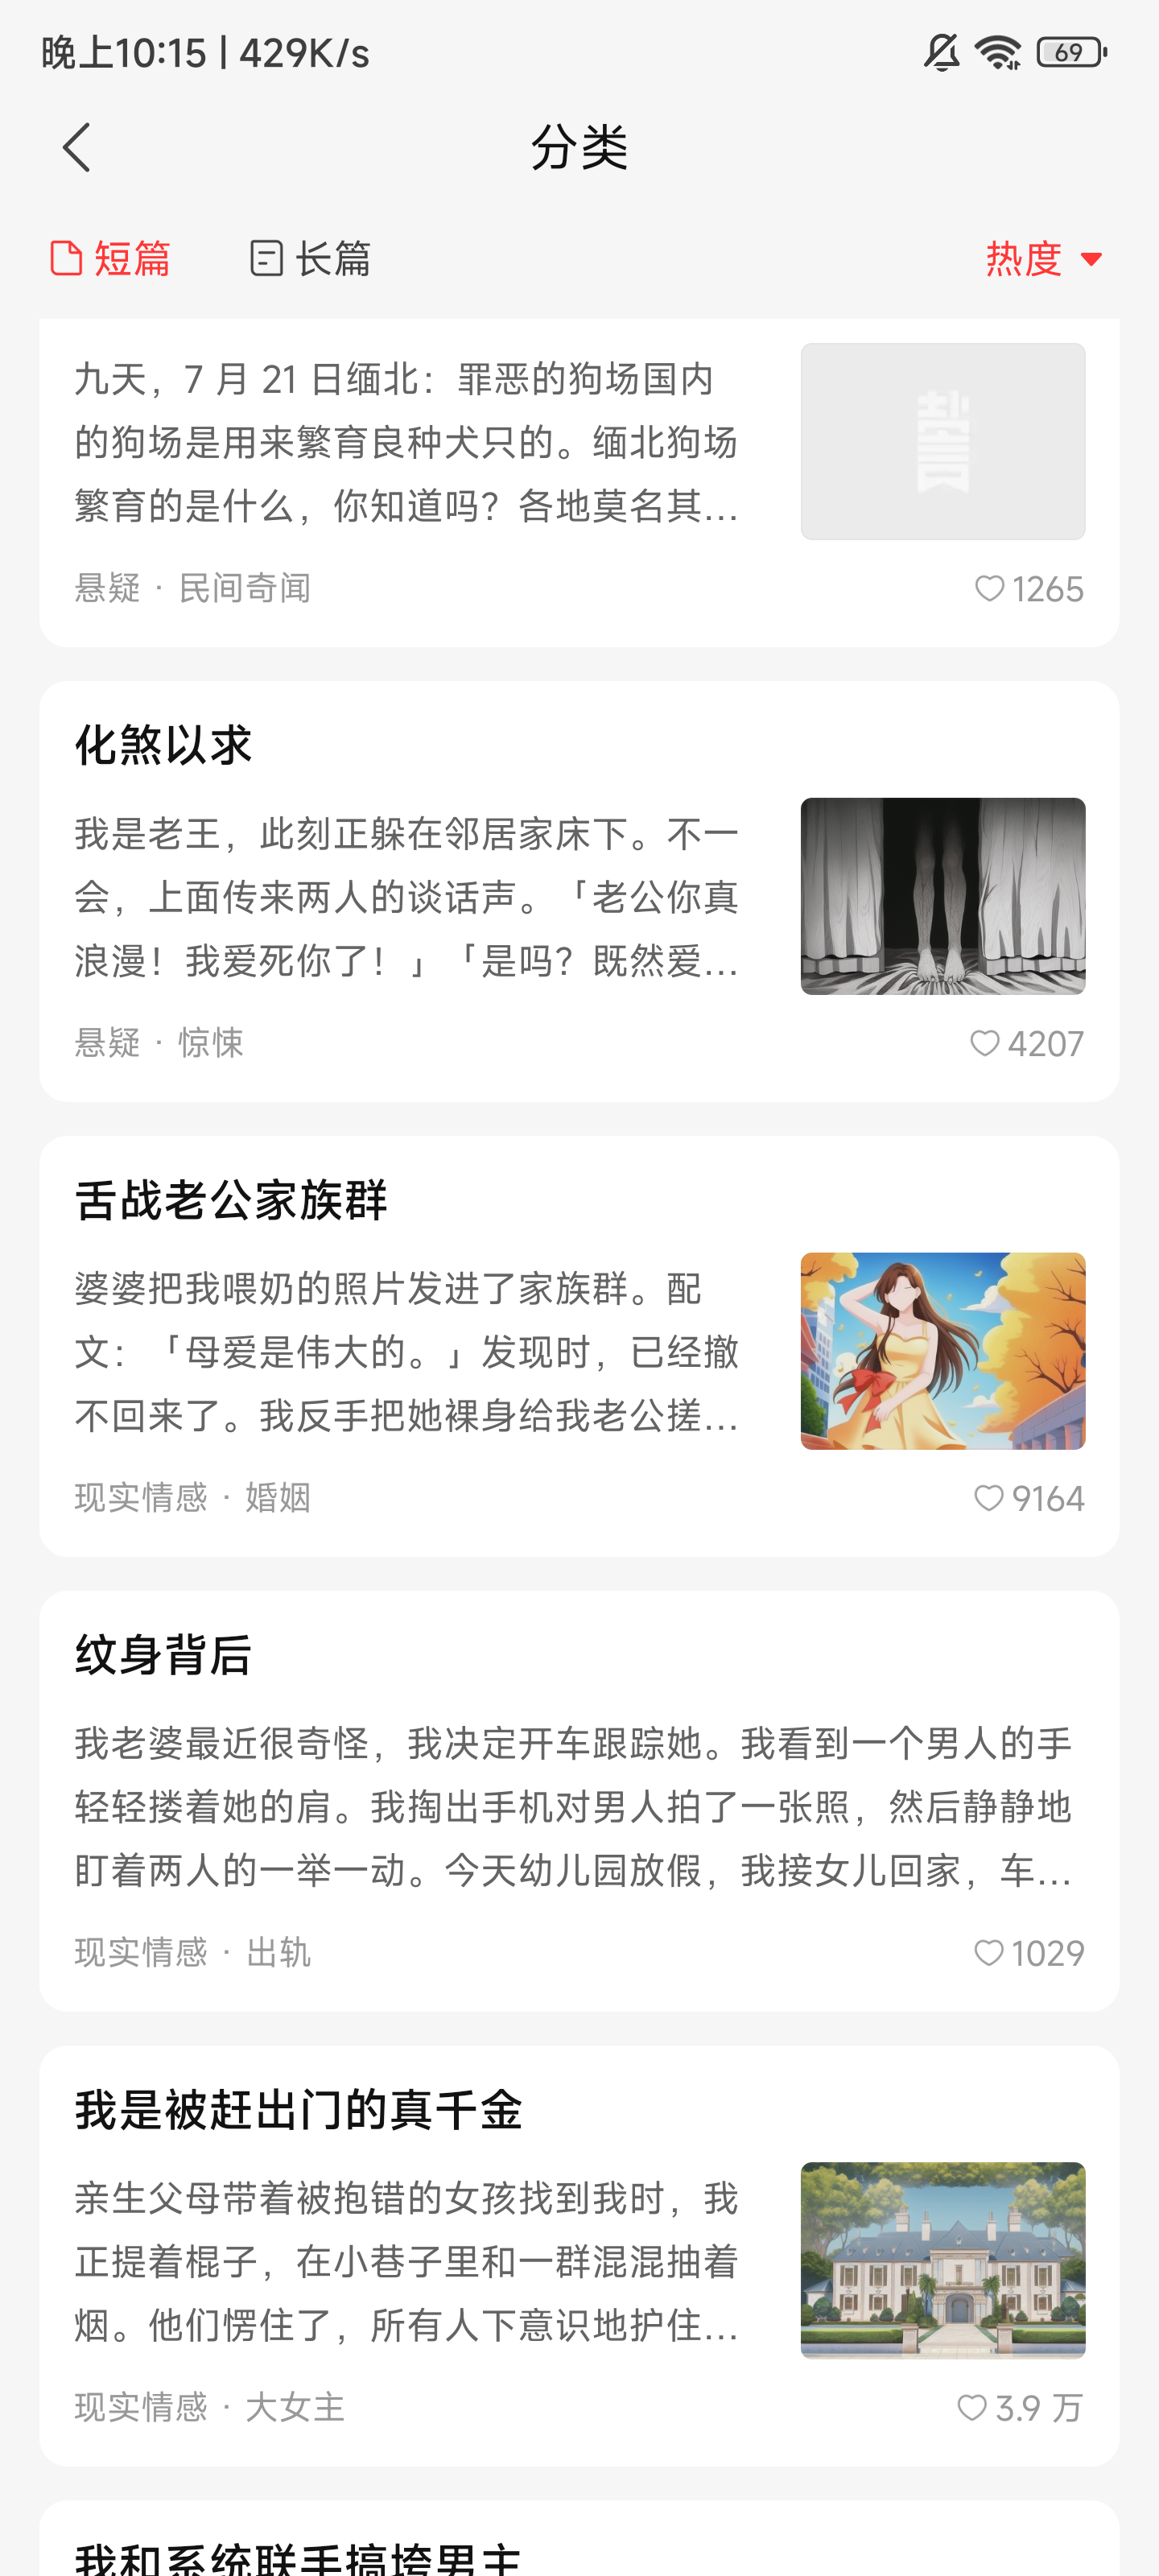 晚上10:15 | 429K/s
69
分类
短篇
长篇
热度
九天，7 月 21 日缅北：罪恶的狗场国内
的狗场是用来繁育良种犬只的。缅北狗场
繁育的是什么，你知道吗？各地莫名其...
悬疑 · 民间奇闻
1265
化煞以求
我是老王，此刻正躲在邻居家床下。不一
会，上面传来两人的谈话声。「老公你真
浪漫！我爱死你了！」「是吗？既然爱...
悬疑 · 惊悚
4207
舌战老公家族群
婆婆把我喂奶的照片发进了家族群。配
文：「母爱是伟大的。」发现时，已经撤
不回来了。我反手把她裸身给我老公搓...
现实情感 · 婚姻
9164
纹身背后
我老婆最近很奇怪，我决定开车跟踪她。我看到一个男人的手
轻轻搂着她的肩。我掏出手机对男人拍了一张照，然后静静地
盯着两人的一举一动。今天幼儿园放假，我接女儿回家，车...
现实情感 · 出轨
1029
我是被赶出门的真千金
亲生父母带着被抱错的女孩找到我时，我
正提着棍子，在小巷子里和一群混混抽着
烟。他们愣住了，所有人下意识地护住...
现实情感 · 大女主
3.9 万
我和系统联手搞垮男主